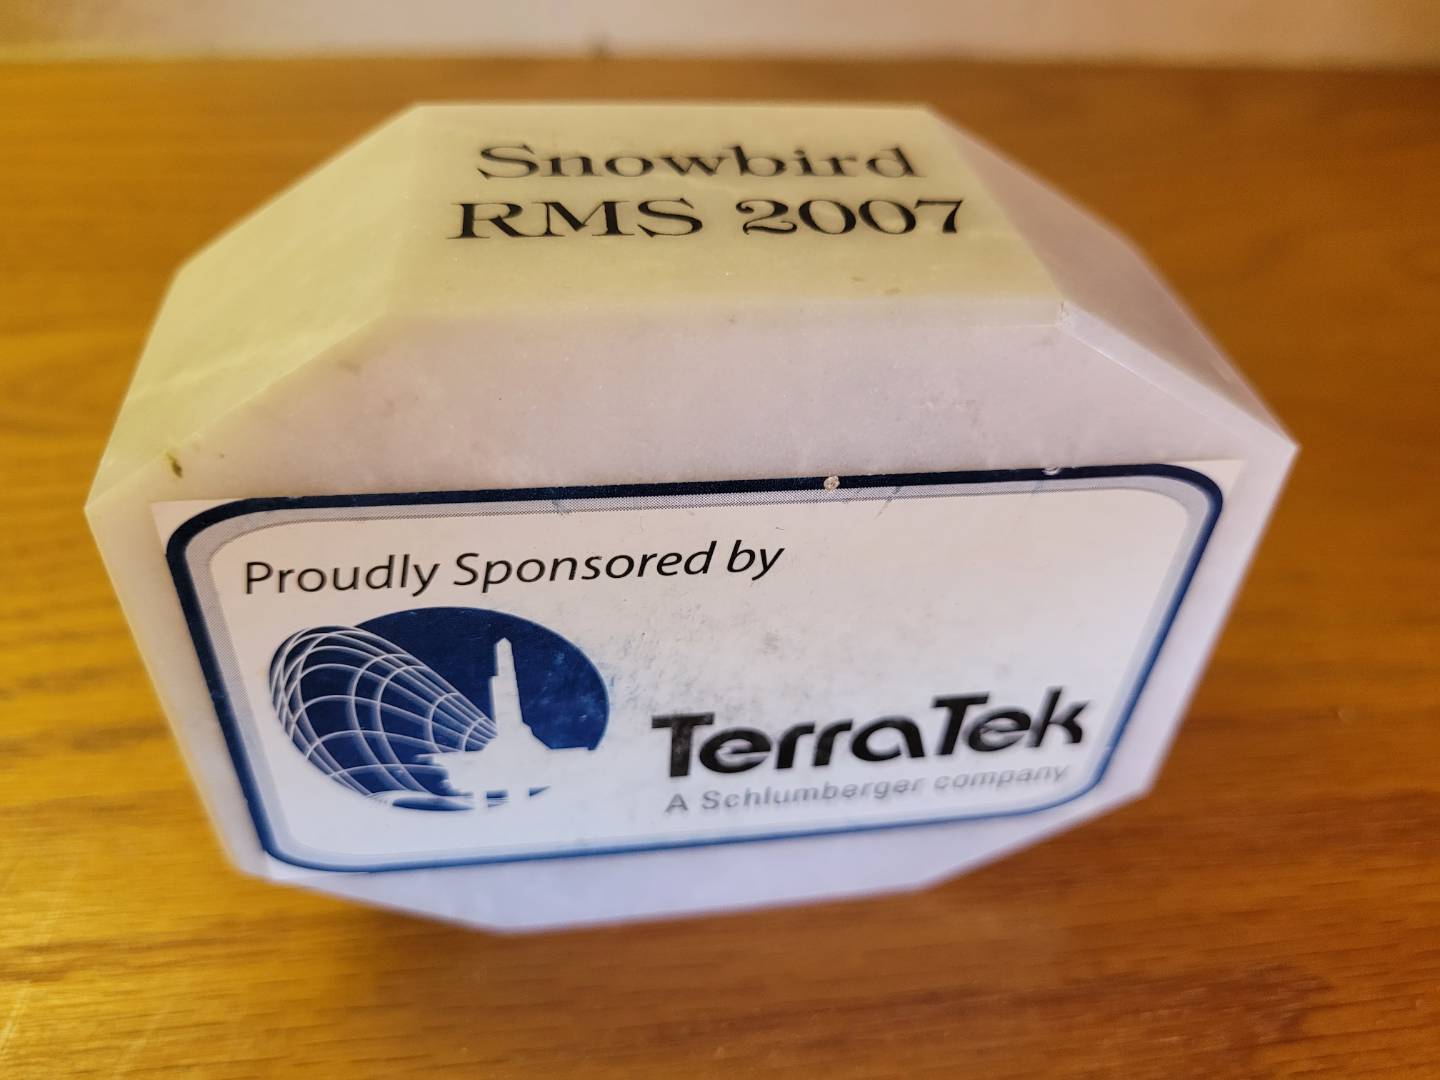 Snowbird
RMS 2007
Proudly Sponsored by
TerraTek
A Schlumberger company